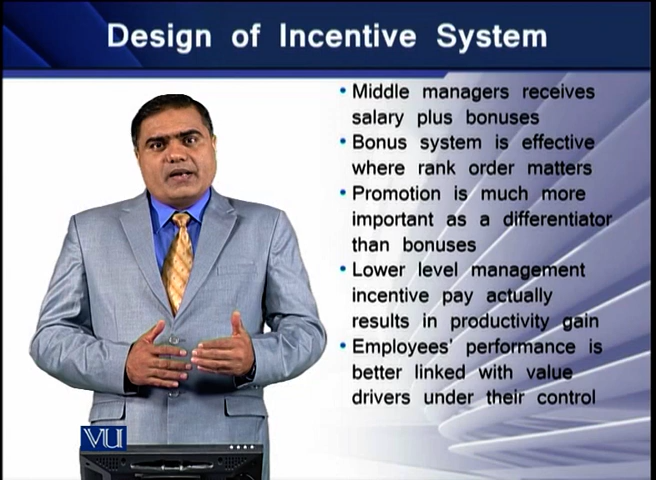 Design of Incentive System
• Middle managers receives
salary plus bonuses
• Bonus system is effective
where rank order matters
• Promotion is much more
important as a differentiator
than bonuses
• Lower level management
incentive pay actually
results in productivity gain
• Employees' performance is
better linked with value
drivers under their control
VU